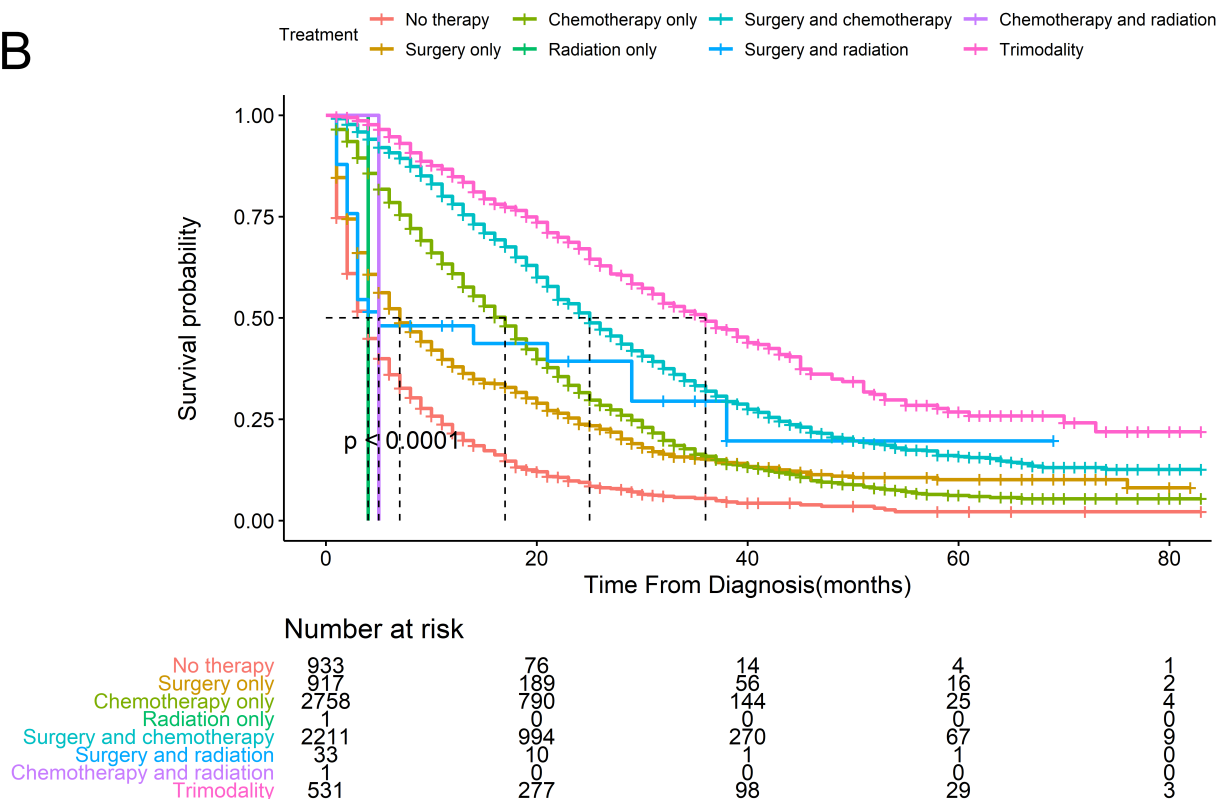 B
Treatment
No therapy Chemotherapy only Surgery and chemotherapy Chemotherapy and radiation
Surgery only Radiation only Surgery and radiation Trimodality
1.00
0.75
0.50
0.25
0.00
Survival probability
p < 0.0001
0 20 40 60 80
Time From Diagnosis(months)
Number at risk
No therapy 933 76 14 4 1
Surgery only 917 189 56 16 2
Chemotherapy only 2758 790 144 25 4
Radiation only 1 0 0 0 0
Surgery and chemotherapy 2211 994 270 67 9
Surgery and radiation 33 10 1 1 0
Chemotherapy and radiation 1 0 0 0 0
Trimodality 531 277 98 29 3